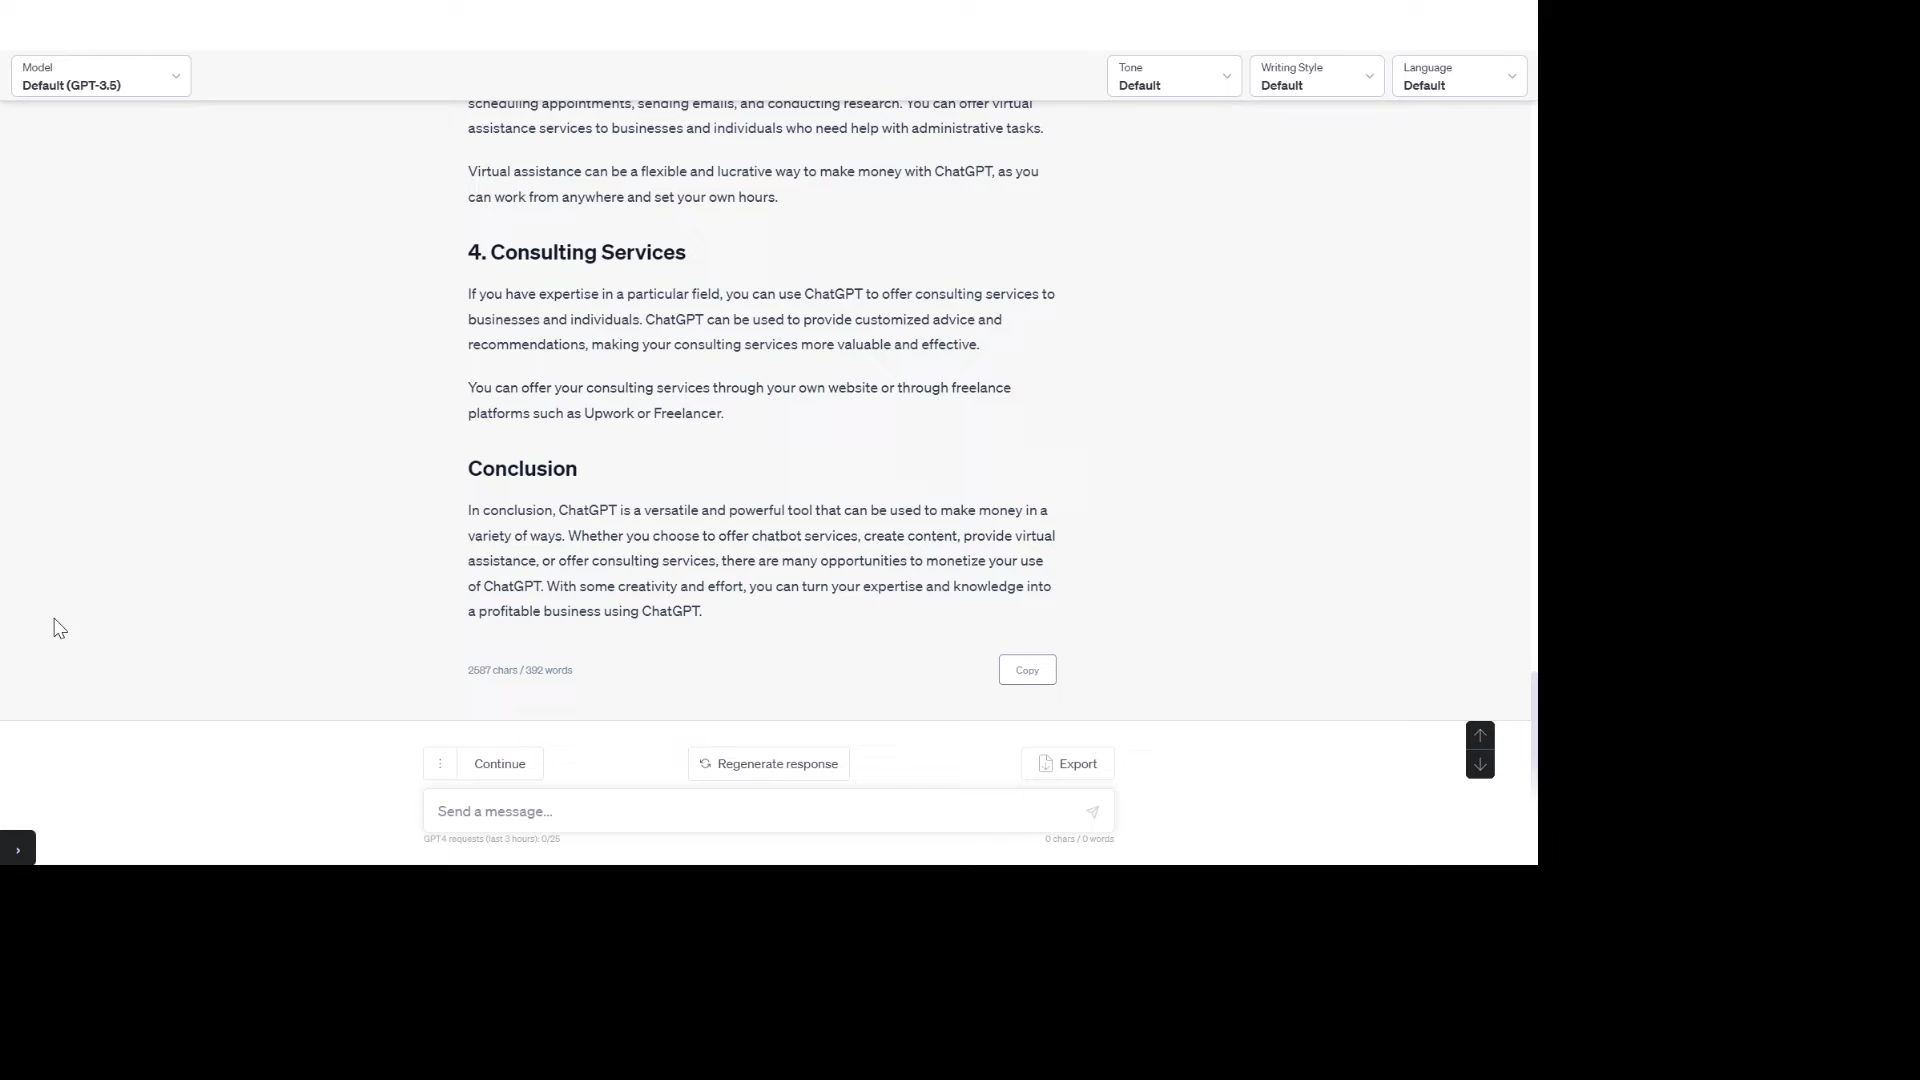 Model
Default (GPT-3.5)
Tone
Default
Writing Style
Default
Language
Default
scheduling appointments, sending emails, and conducting research. You can offer virtual
assistance services to businesses and individuals who need help with administrative tasks.
Virtual assistance can be a flexible and lucrative way to make money with ChatGPT, as you
can work from anywhere and set your own hours.
4. Consulting Services
If you have expertise in a particular field, you can use ChatGPT to offer consulting services to
businesses and individuals. ChatGPT can be used to provide customized advice and
recommendations, making your consulting services more valuable and effective.
You can offer your consulting services through your own website or through freelance
platforms such as Upwork or Freelancer.
Conclusion
In conclusion, ChatGPT is a versatile and powerful tool that can be used to make money in a
variety of ways. Whether you choose to offer chatbot services, create content, provide virtual
assistance, or offer consulting services, there are many opportunities to monetize your use
of ChatGPT. With some creativity and effort, you can turn your expertise and knowledge into
a profitable business using ChatGPT.
2587 chars / 392 words
Copy
Continue
Regenerate response
Export
Send a message...
GPT4 requests (last 3 hours): 0/25
0 chars / 0 words